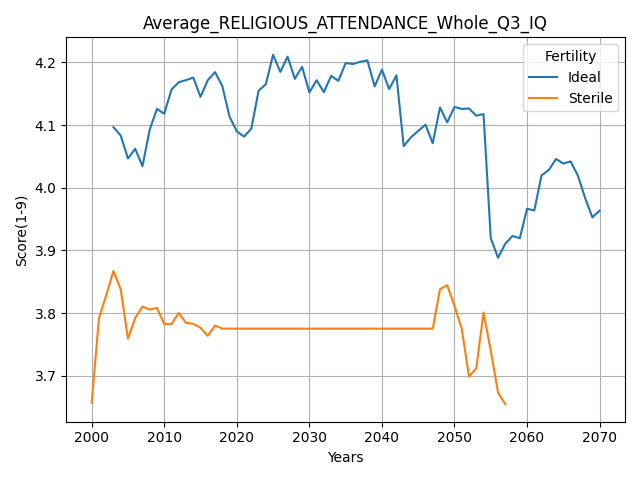 Average_RELIGIOUS_ATTENDANCE_Whole_Q3_IQ
Fertility
Ideal
Sterile
Score(1-9)
4.2
4.1
4.0
3.9
3.8
3.7
2000 2010 2020 2030 2040 2050 2060 2070
Years